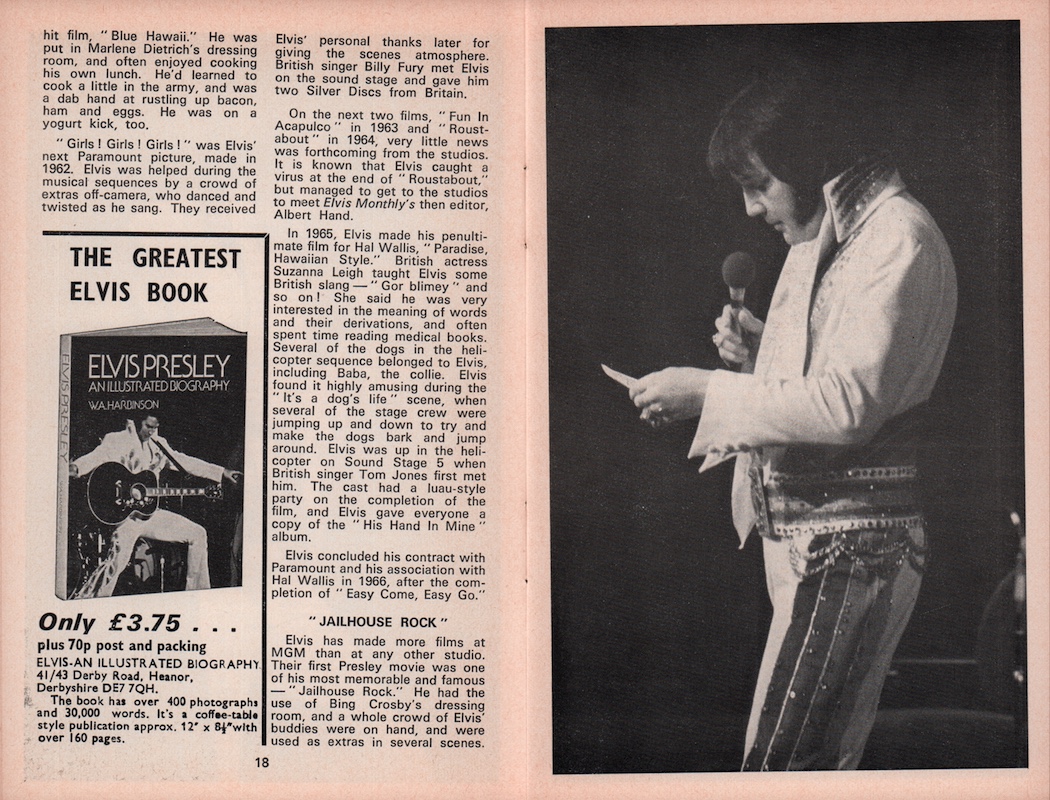 hit film, "Blue Hawaii." He was
put in Marlene Dietrich's dressing
room, and often enjoyed cooking
his own lunch. He'd learned to
cook a little in the army, and was
a dab hand at rustling up bacon,
ham and eggs. He was on a
yogurt kick, too.
"Girls! Girls! Girls!" was Elvis'
next Paramount picture, made in
1962. Elvis was helped during the
musical sequences by a crowd of
extras off-camera, who danced and
twisted as he sang. They received
Elvis' personal thanks later for
giving the scenes atmosphere.
British singer Billy Fury met Elvis
on the sound stage and gave him
two Silver Discs from Britain.
On the next two films, "Fun In
Acapulco" in 1963 and "Roust-
about" in 1964, very little news
was forthcoming from the studios.
It is known that Elvis caught a
virus at the end of "Roustabout,"
but managed to get to the studios
to meet Elvis Monthly's then editor,
Albert Hand.
In 1965, Elvis made his penulti-
mate film for Hal Wallis, "Paradise,
Hawaiian Style." British actress
Suzanna Leigh taught Elvis some
British slang — "Gor blimey" and
so on! She said he was very
interested in the meaning of words
and their derivations, and often
spent time reading medical books.
Several of the dogs in the heli-
copter sequence belonged to Elvis,
including Baba, the collie. Elvis
found it highly amusing during the
"It's a dog's life" scene, when
several of the stage crew were
jumping up and down to try and
make the dogs bark and jump
around. Elvis was up in the heli-
copter on Sound Stage 5 when
British singer Tom Jones first met
him. The cast had a luau-style
party on the completion of the
film, and Elvis gave everyone a
copy of the "His Hand In Mine"
album.
Elvis concluded his contract with
Paramount and his association with
Hal Wallis in 1966, after the com-
pletion of "Easy Come, Easy Go."
"JAILHOUSE ROCK"
Elvis has made more films at
MGM than at any other studio.
Their first Presley movie was one
of his most memorable and famous
— "Jailhouse Rock." He had the
use of Bing Crosby's dressing
room, and a whole crowd of Elvis'
buddies were on hand, and were
used as extras in several scenes.
THE GREATEST
ELVIS BOOK
ELVIS PRESLEY
ELVIS PRESLEY
AN ILLUSTRATED BIOGRAPHY
W.A. HARBINSON
Only £3.75 . . .
plus 70p post and packing
ELVIS-AN ILLUSTRATED BIOGRAPHY
41/43 Derby Road, Heanor,
Derbyshire DE7 7QH.
The book has over 400 photographs
and 30,000 words. It's a coffee-table
style publication approx. 12" x 8½" with
over 160 pages.
18